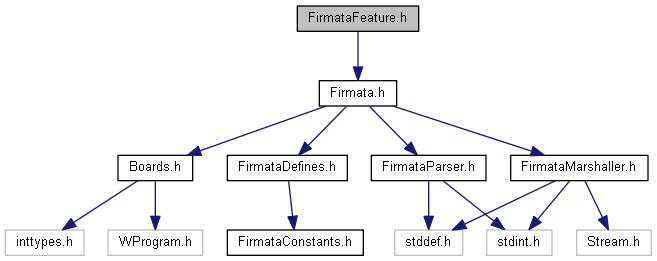 FirmataFeature.h
Firmata.h
Boards.h
FirmataDefines.h
FirmataParser.h
FirmataMarshaller.h
inttypes.h
WProgram.h
FirmataConstants.h
stddef.h
stdint.h
Stream.h